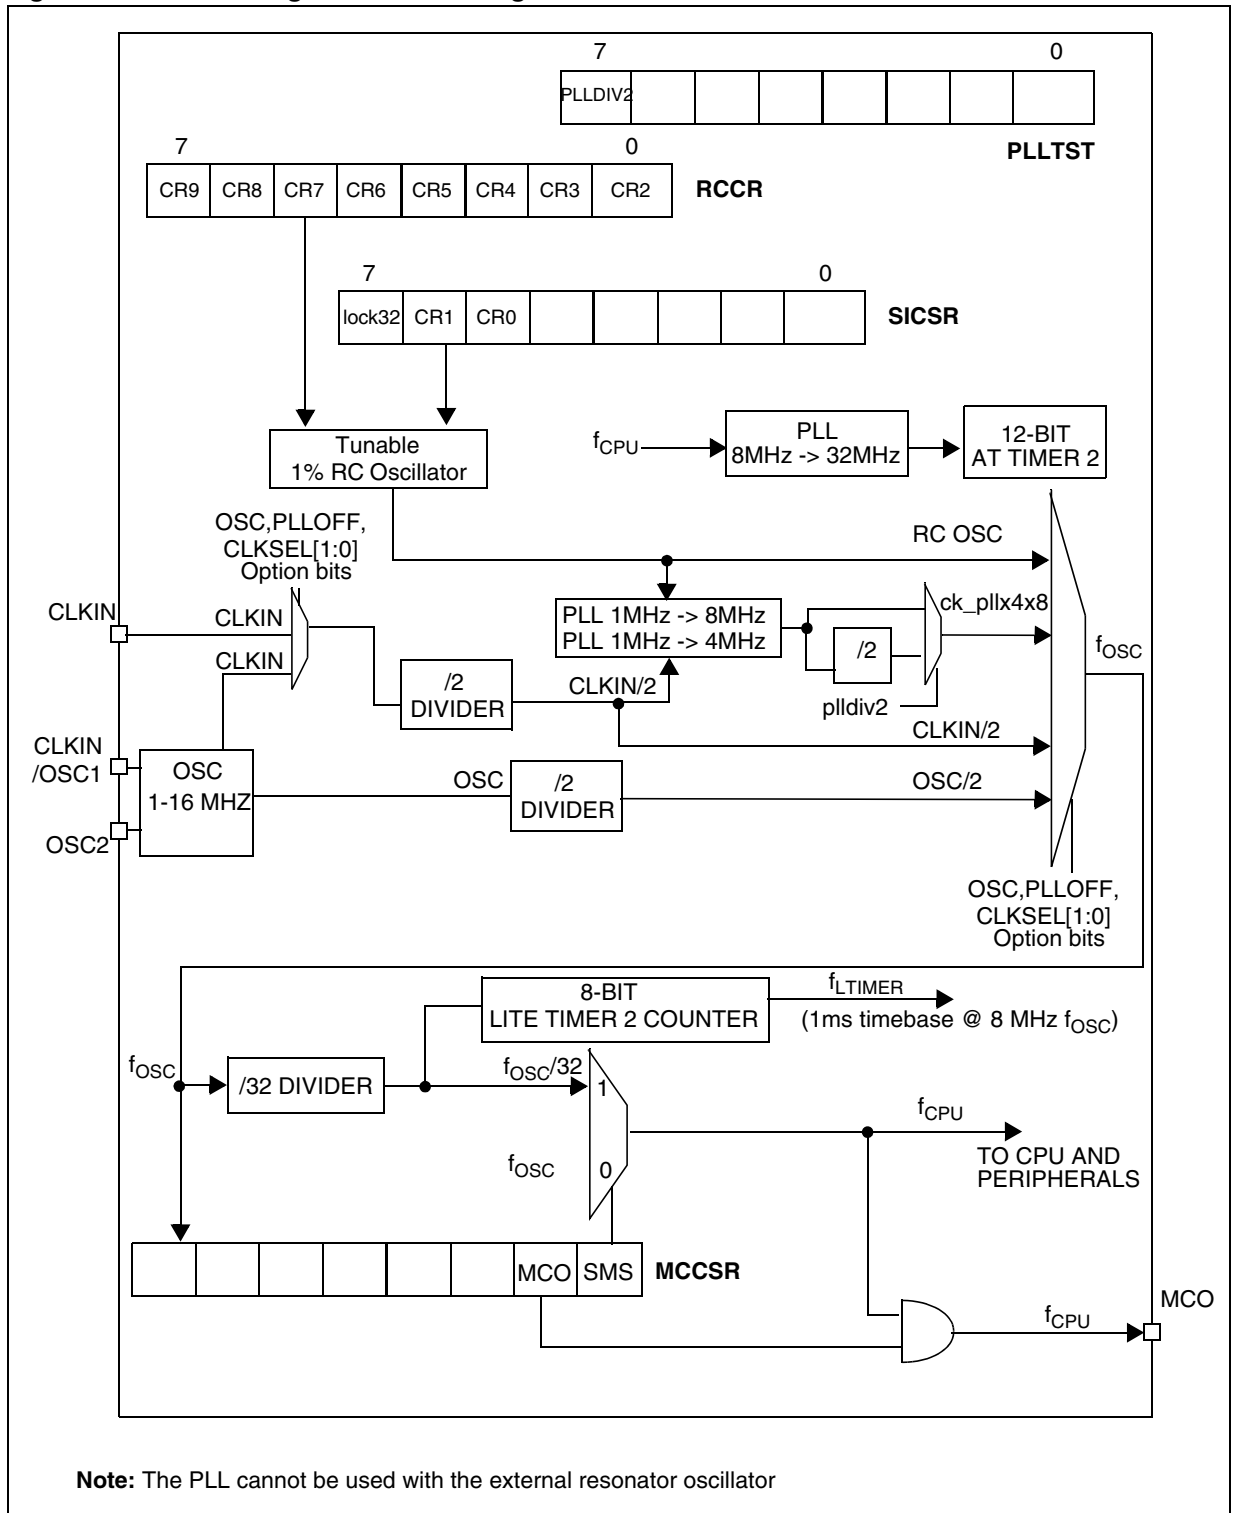 7 0
PLLDIV2
PLLTST
7 0
CR9 CR8 CR7 CR6 CR5 CR4 CR3 CR2 RCCR
7 0
lock32 CR1 CR0 SICSR
Tunable
1% RC Oscillator
fCPU
PLL
8MHz -> 32MHz
12-BIT
AT TIMER 2
OSC,PLLOFF,
CLKSEL[1:0]
Option bits
RC OSC
CLKIN
CLKIN
CLKIN
PLL 1MHz -> 8MHz
PLL 1MHz -> 4MHz
/2
ck_pllx4x8
plldiv2
fOSC
/2
DIVIDER
CLKIN/2
CLKIN/2
CLKIN
/OSC1
OSC2
OSC
1-16 MHZ
OSC
/2
DIVIDER
OSC/2
OSC,PLLOFF,
CLKSEL[1:0]
Option bits
8-BIT
LITE TIMER 2 COUNTER
fLTIMER
(1ms timebase @ 8 MHz fOSC)
fOSC
/32 DIVIDER
fOSC/32
1
fOSC
0
fCPU
TO CPU AND
PERIPHERALS
MCO SMS MCCSR
fCPU
MCO
Note: The PLL cannot be used with the external resonator oscillator